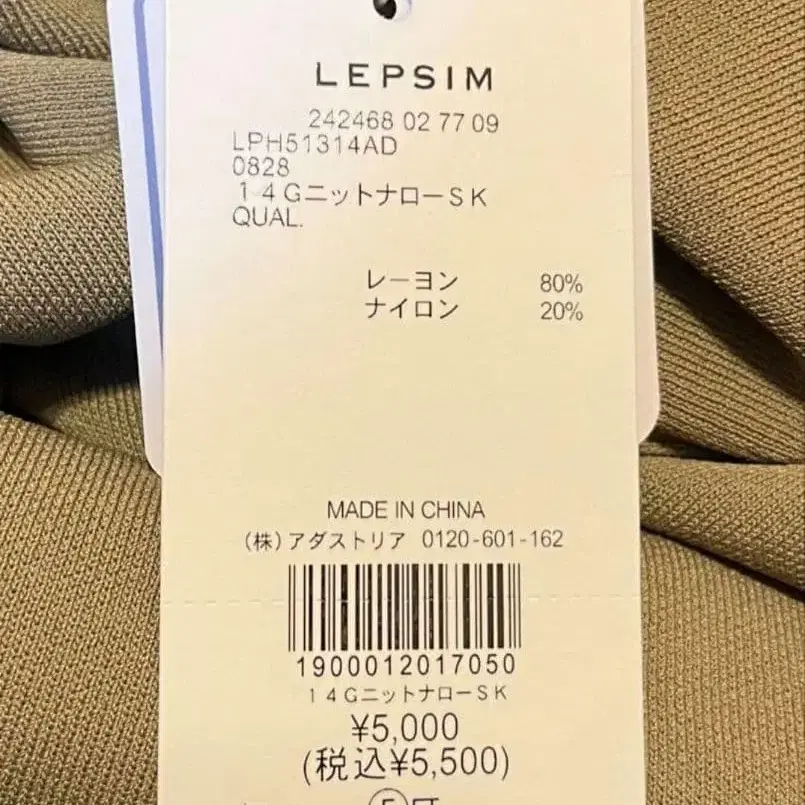 LEPSIM
242468 02 77 09
LPH51314AD
0828
14GニットナローSK
QUAL.
レーヨン 80%
ナイロン 20%
MADE IN CHINA
(株)アダストリア 0120-601-162
1900012017050
14GニットナローSK
¥5,000
(税込¥5,500)